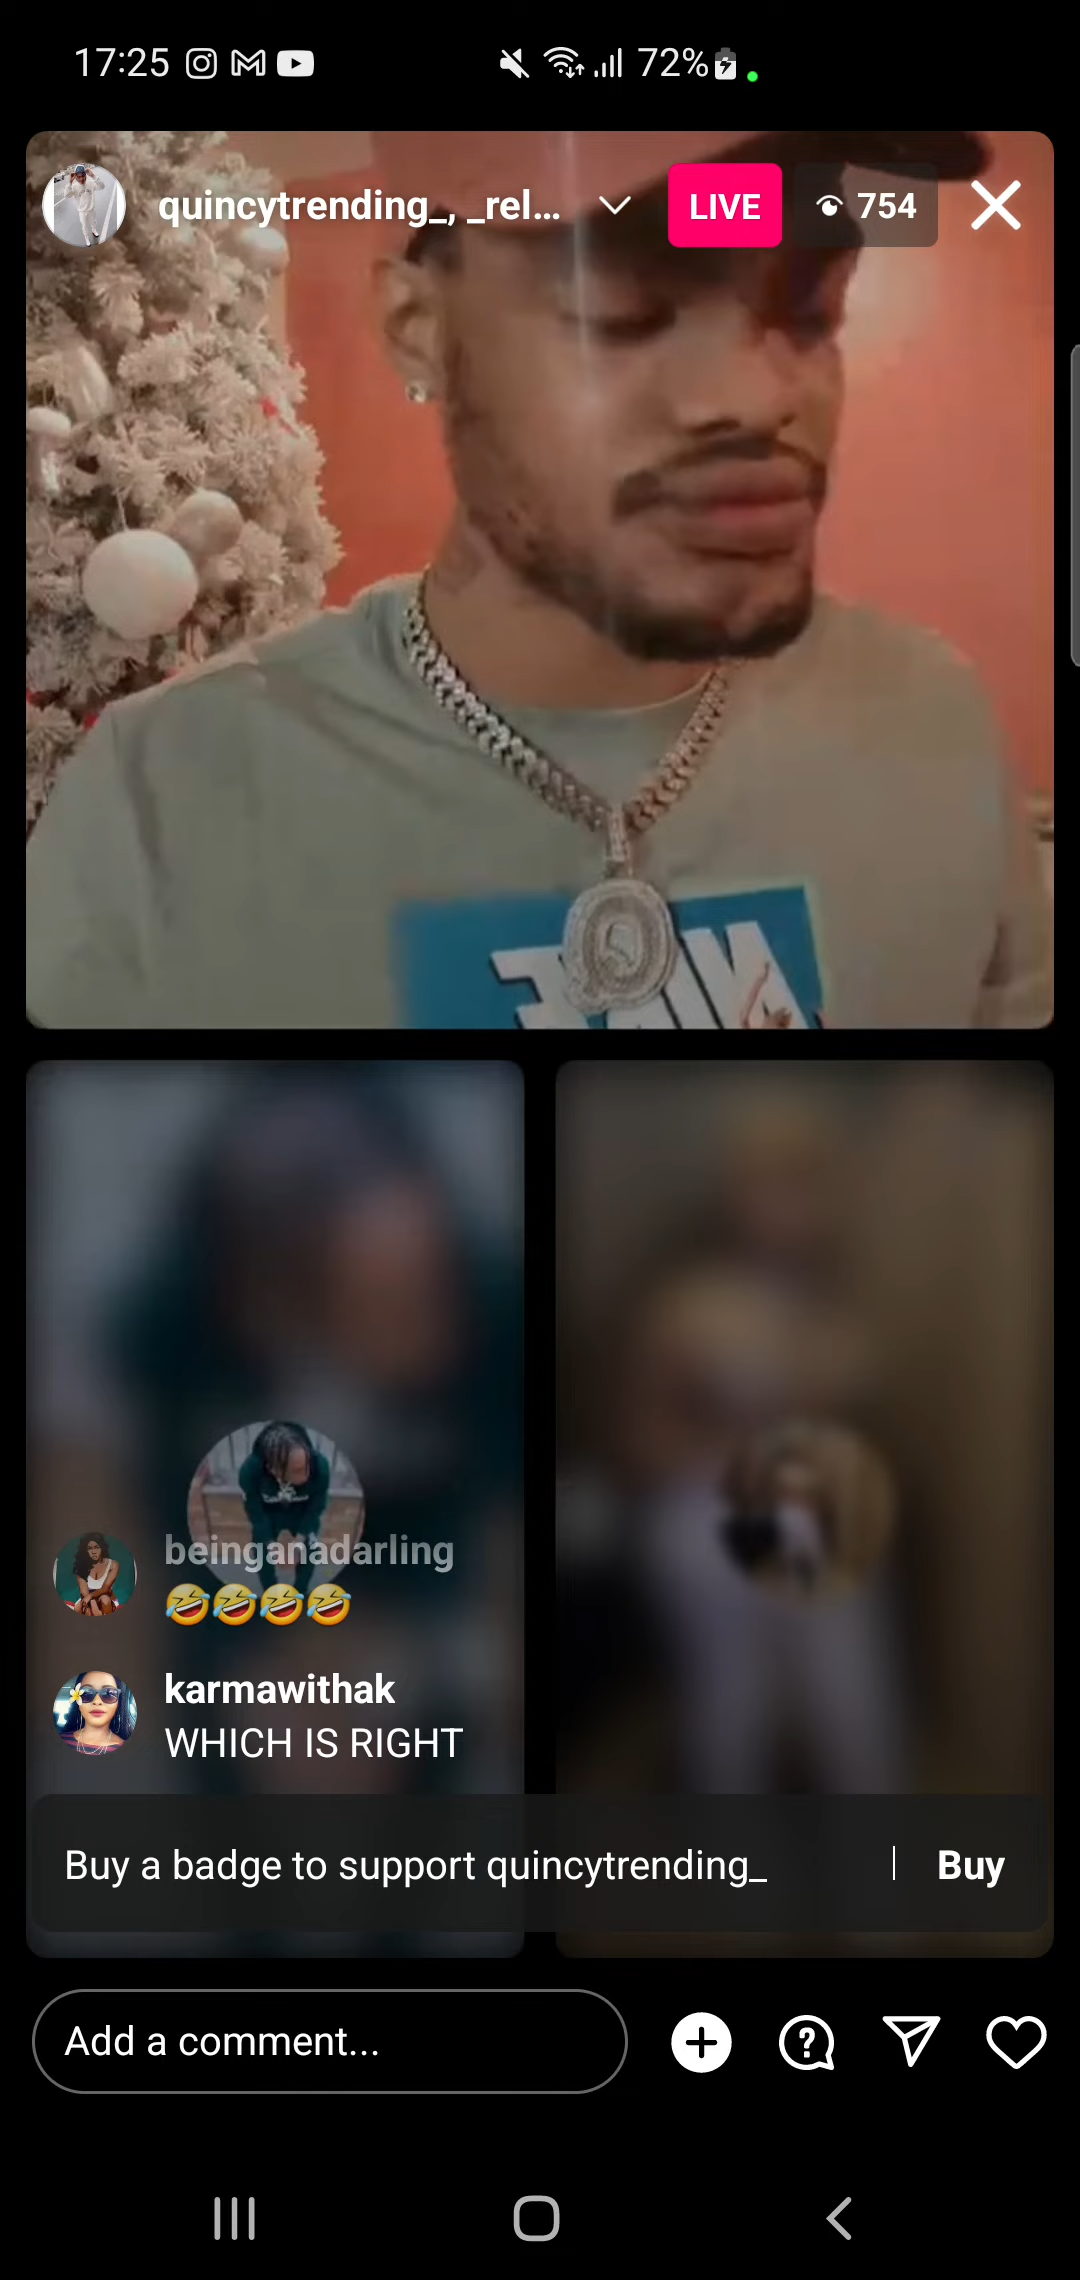 17:25
72%
quincytrending_, _rel...
LIVE
754
Q
beinganadarling
🤣🤣🤣🤣
karmawithak
WHICH IS RIGHT
Buy a badge to support quincytrending_
Buy
Add a comment...